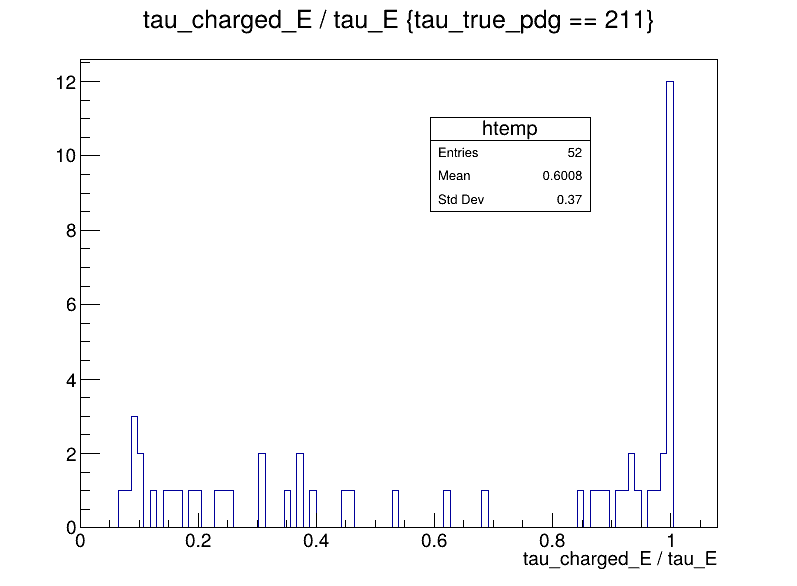 tau_charged_E / tau_E {tau_true_pdg == 211}
htemp
Entries 52
Mean 0.6008
Std Dev 0.37
12
10
8
6
4
2
0
0 0.2 0.4 0.6 0.8 1
tau_charged_E / tau_E